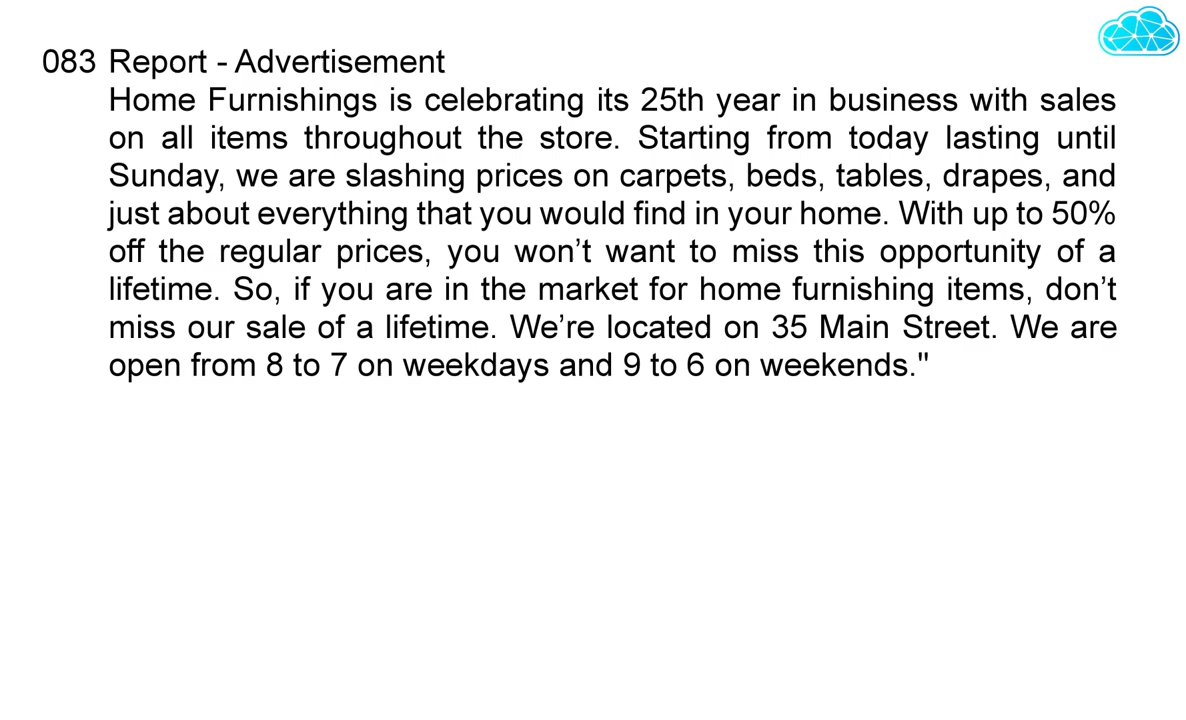 083 Report - Advertisement
Home Furnishings is celebrating its 25th year in business with sales
on all items throughout the store. Starting from today lasting until
Sunday, we are slashing prices on carpets, beds, tables, drapes, and
just about everything that you would find in your home. With up to 50%
off the regular prices, you won’t want to miss this opportunity of a
lifetime. So, if you are in the market for home furnishing items, don’t
miss our sale of a lifetime. We’re located on 35 Main Street. We are
open from 8 to 7 on weekdays and 9 to 6 on weekends."